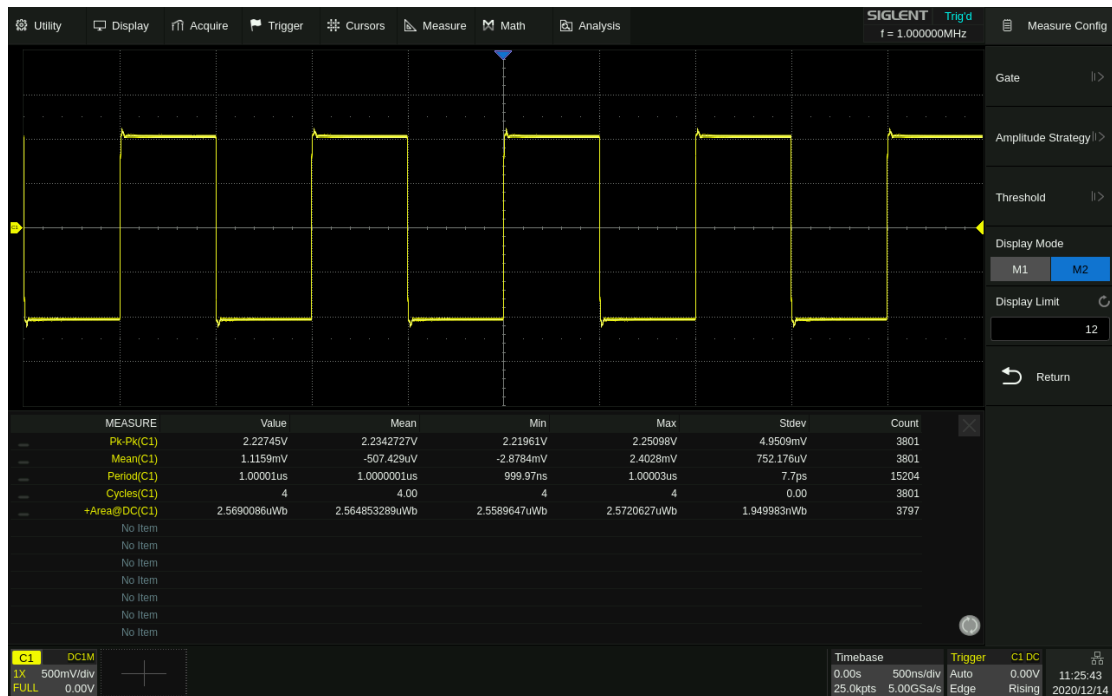 Utility Display Acquire Trigger Cursors Measure Math Analysis SIGLENT Trig'd
f = 1.000000MHz
Measure Config
Gate
Amplitude Strategy
Threshold
Display Mode
M1 M2
Display Limit
12
Return
C1
MEASURE Value Mean Min Max Stdev Count
Pk-Pk(C1) 2.22745V 2.2342727V 2.21961V 2.25098V 4.9509mV 3801
Mean(C1) 1.1159mV -507.429uV -2.8784mV 2.4028mV 752.176uV 3801
Period(C1) 1.00001us 1.0000001us 999.97ns 1.00003us 7.7ps 15204
Cycles(C1) 4 4.00 4 4 0.00 3801
+Area@DC(C1) 2.5690086uWb 2.564853289uWb 2.5589647uWb 2.5720627uWb 1.949983nWb 3797
No Item
No Item
No Item
No Item
No Item
No Item
No Item
C1 DC1M
1X 500mV/div
FULL 0.00V
Timebase
0.00s 500ns/div
25.0kpts 5.00GSa/s
Trigger C1 DC
Auto 0.00V
Edge Rising
11:25:43
2020/12/14